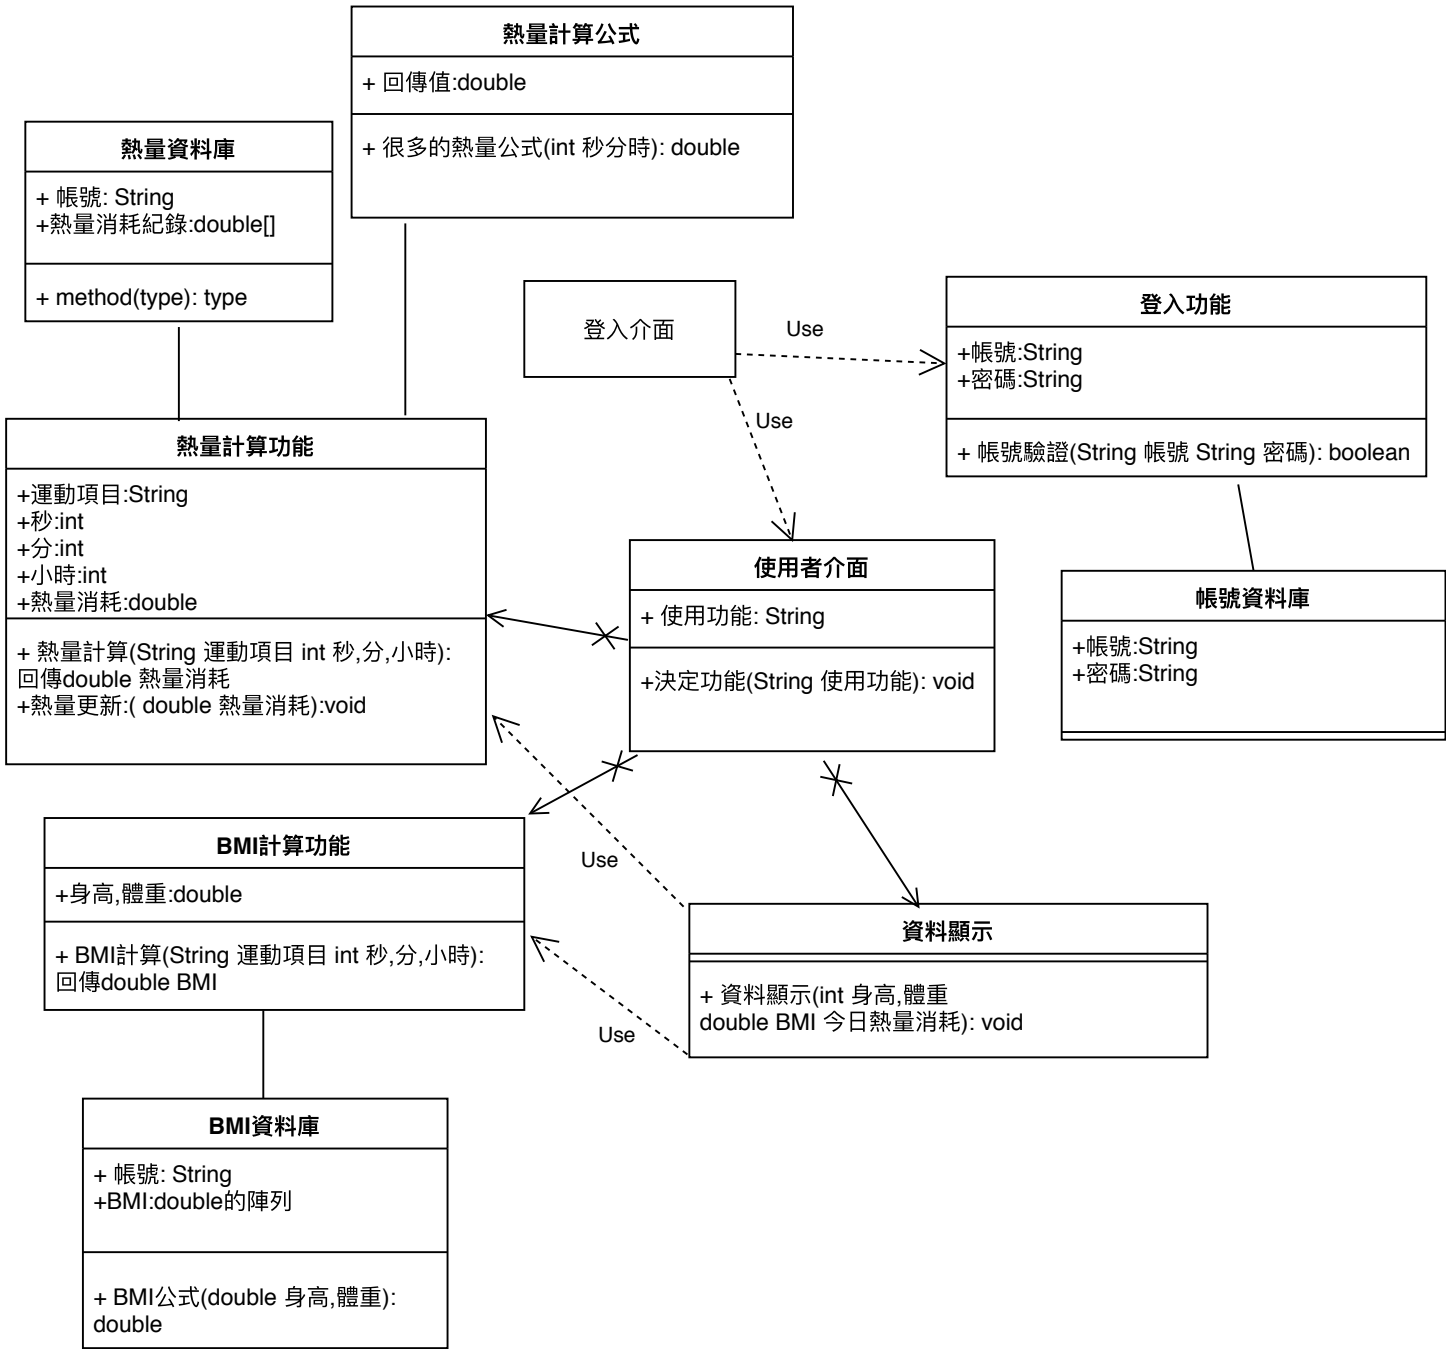 熱量計算公式
+ 回傳值:double
+ 很多的熱量公式(int 秒分時): double
熱量資料庫
+ 帳號: String
+熱量消耗紀錄:double[]
+ method(type): type
登入介面
Use
Use
登入功能
+帳號:String
+密碼:String
+ 帳號驗證(String 帳號 String 密碼): boolean
熱量計算功能
+運動項目:String
+秒:int
+分:int
+小時:int
+熱量消耗:double
+ 熱量計算(String 運動項目 int 秒,分,小時):
回傳double 熱量消耗
+熱量更新:( double 熱量消耗):void
使用者介面
+ 使用功能: String
+決定功能(String 使用功能): void
帳號資料庫
+帳號:String
+密碼:String
BMI計算功能
+身高,體重:double
+ BMI計算(String 運動項目 int 秒,分,小時):
回傳double BMI
Use
Use
資料顯示
+ 資料顯示(int 身高,體重
double BMI 今日熱量消耗): void
BMI資料庫
+ 帳號: String
+BMI:double的陣列
+ BMI公式(double 身高,體重):
double